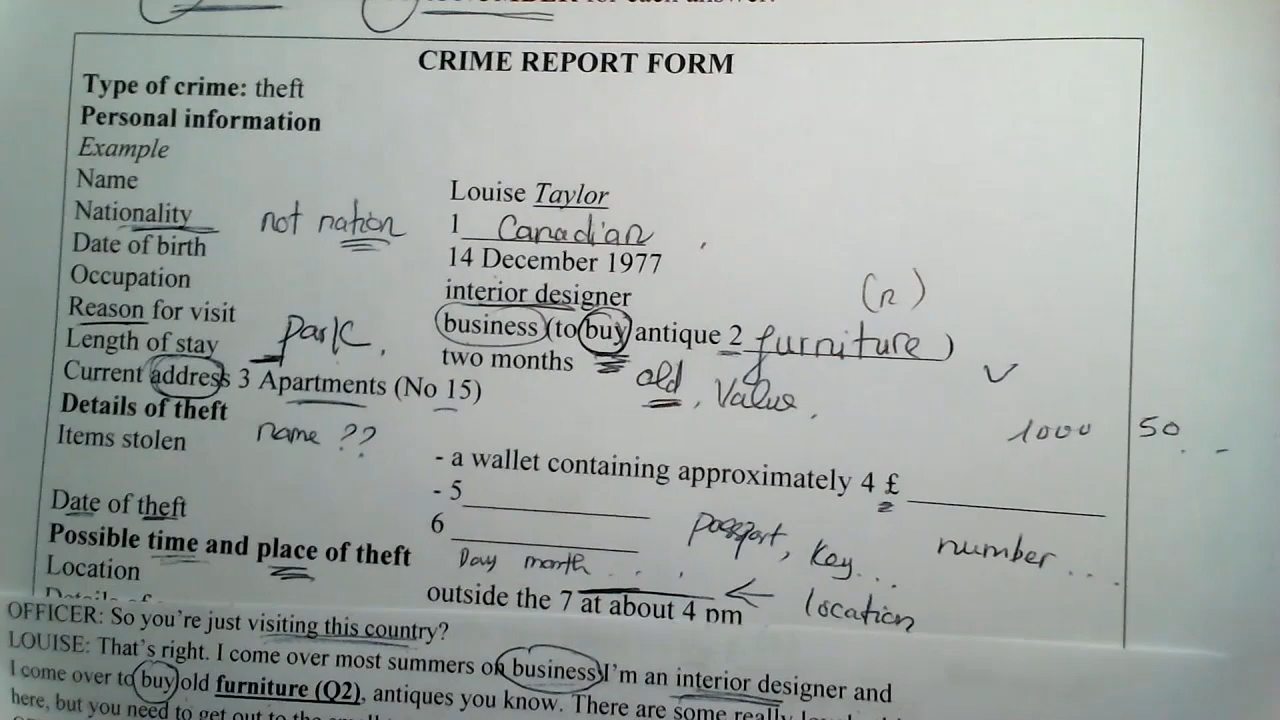 NUMBER for each answer.
CRIME REPORT FORM
Type of crime: theft
Personal information
Example
Name Louise Taylor
Nationality not nation 1 Canadian
Date of birth 14 December 1977
Occupation interior designer (n)
Reason for visit business (to buy antique 2 furniture)
Length of stay park, two months old, Value,
Current address 3 Apartments (No 15)
Details of theft name ?? 1000 50
Items stolen - a wallet containing approximately 4 £
- 5
Date of theft 6 passport, key... number...
Possible time and place of theft Day month
Location outside the 7 at about 4 pm location
Details of
OFFICER: So you're just visiting this country?
LOUISE: That's right. I come over most summers on business I'm an interior designer and
I come over to buy old furniture (Q2), antiques you know. There are some really
here, but you need to get out to the